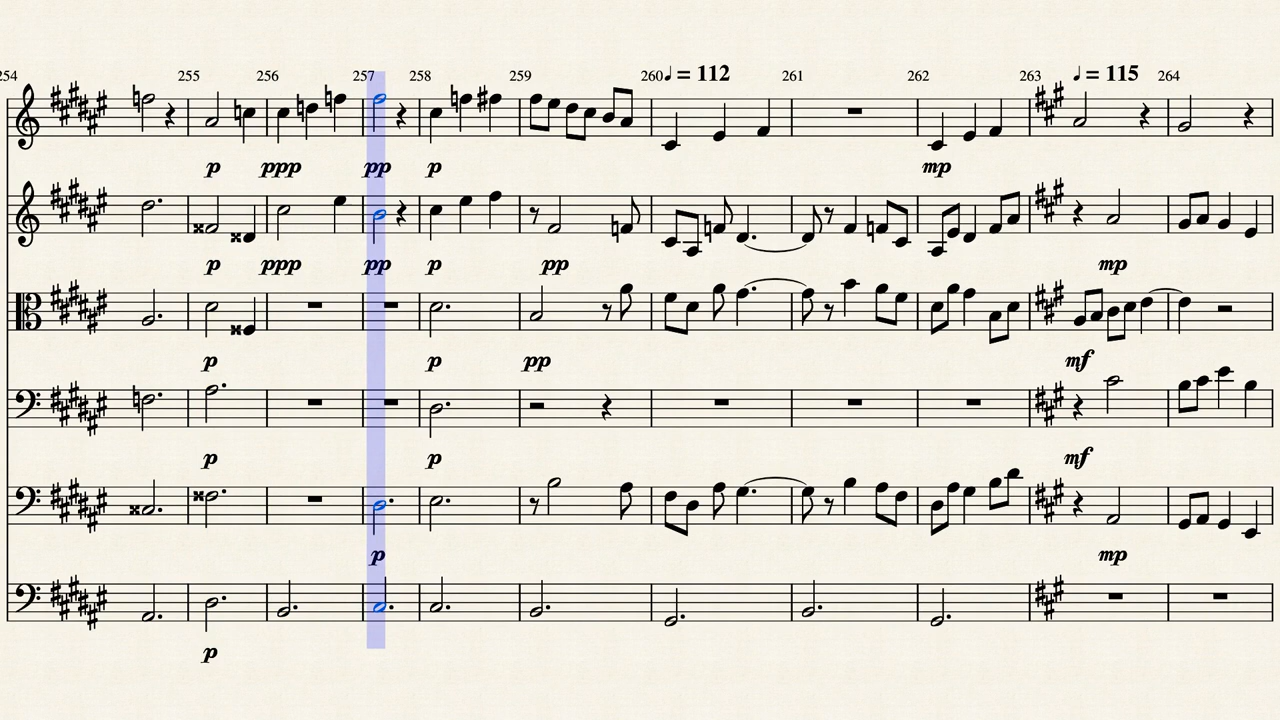 254 255 256 257 258 259 260 ♩ = 112 261 262 263 ♩ = 115 264
p ppp pp p mp
p ppp pp p pp mp
p p pp mf
p p mf
p mp
p